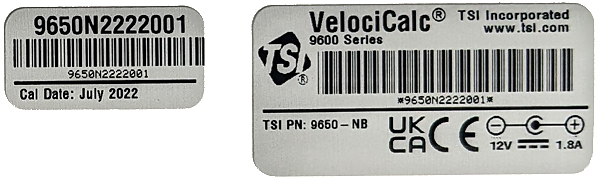 9650N2222001
9650N2222001
Cal Date: July 2022
VelociCalc® TSI Incorporated
9600 Series www.tsi.com
TSI®
*9650N2222001*
TSI PN: 9650-NB
UK
CA CE
12V 1.8A